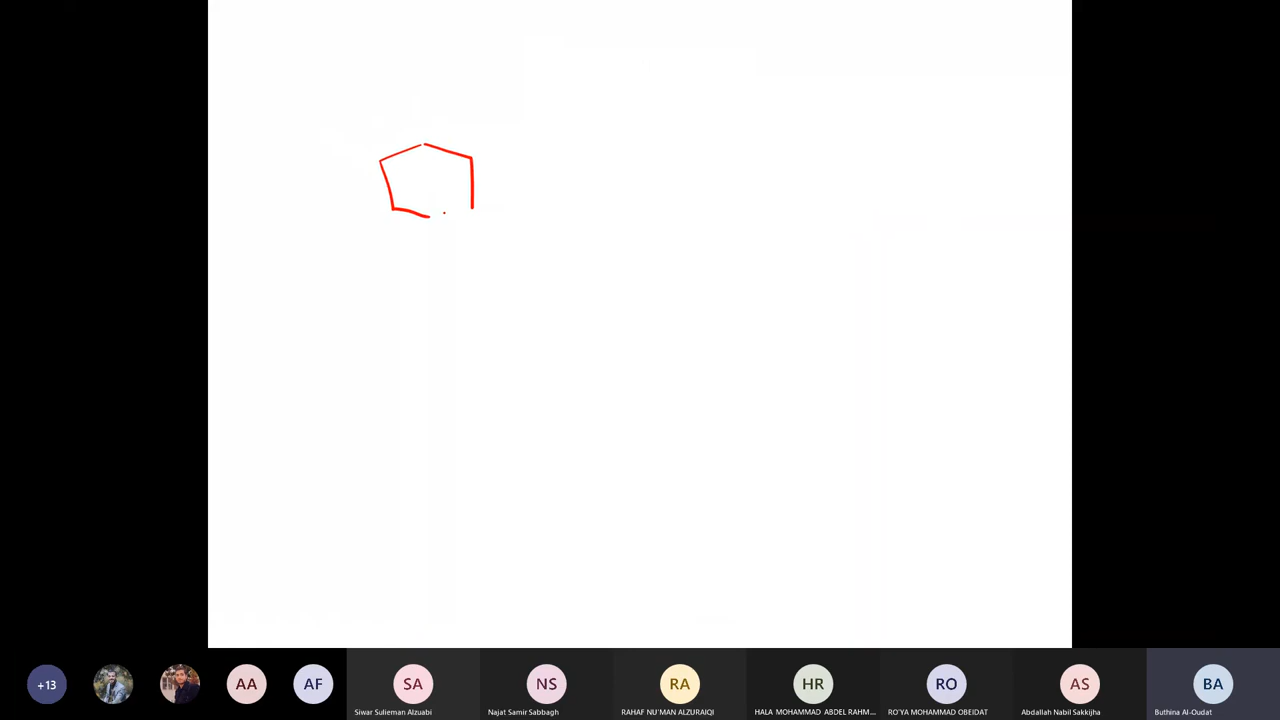 +13
AA
AF
SA
NS
RA
HR
RO
AS
BA
Siwar Sulieman Alzuabi
Najat Samir Sabbagh
RAHAF NU'MAN ALZURAIQI
HALA MOHAMMAD ABDEL RAHM...
RO'YA MOHAMMAD OBEIDAT
Abdallah Nabil Sakkijha
Buthina Al-Oudat